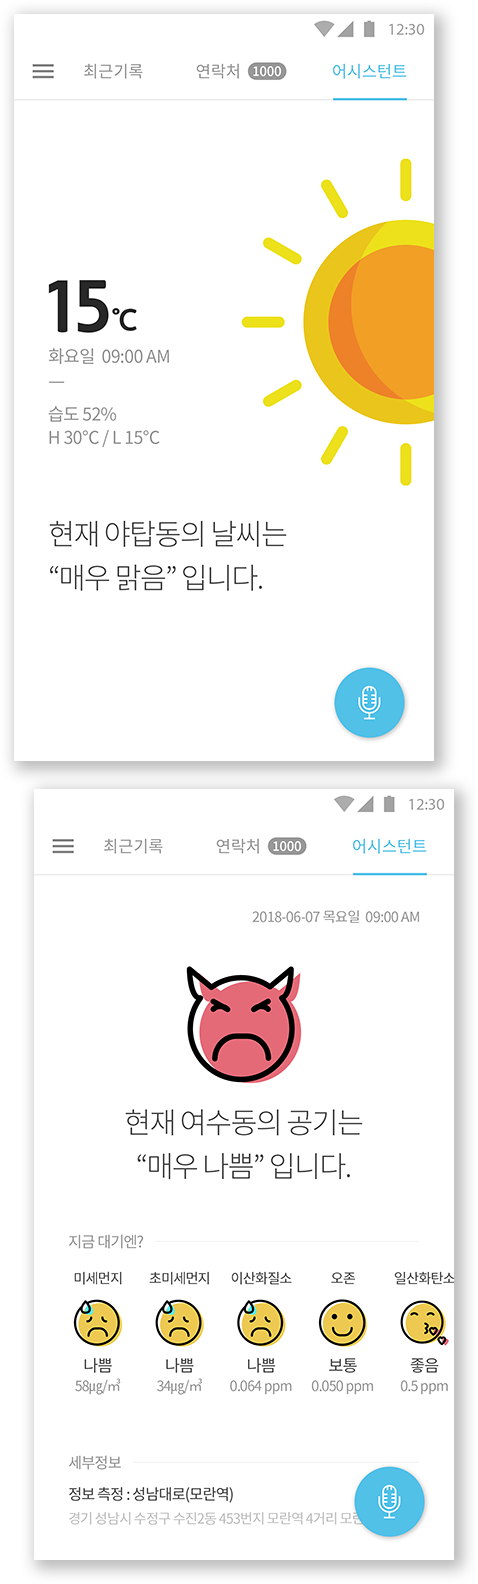 12:30
최근기록 연락처 1000 어시스턴트
15℃
화요일 09:00 AM
—
습도 52%
H 30°C / L 15°C
현재 야탑동의 날씨는
“매우 맑음” 입니다.
12:30
최근기록 연락처 1000 어시스턴트
2018-06-07 목요일 09:00 AM
현재 여수동의 공기는
“매우 나쁨” 입니다.
지금 대기엔?
미세먼지 초미세먼지 이산화질소 오존 일산화탄소
나쁨 나쁨 나쁨 보통 좋음
58μg/㎥ 34μg/㎥ 0.064 ppm 0.050 ppm 0.5 ppm
세부정보
정보 측정 : 성남대로(모란역)
경기 성남시 수정구 수진2동 453번지 모란역 4거리